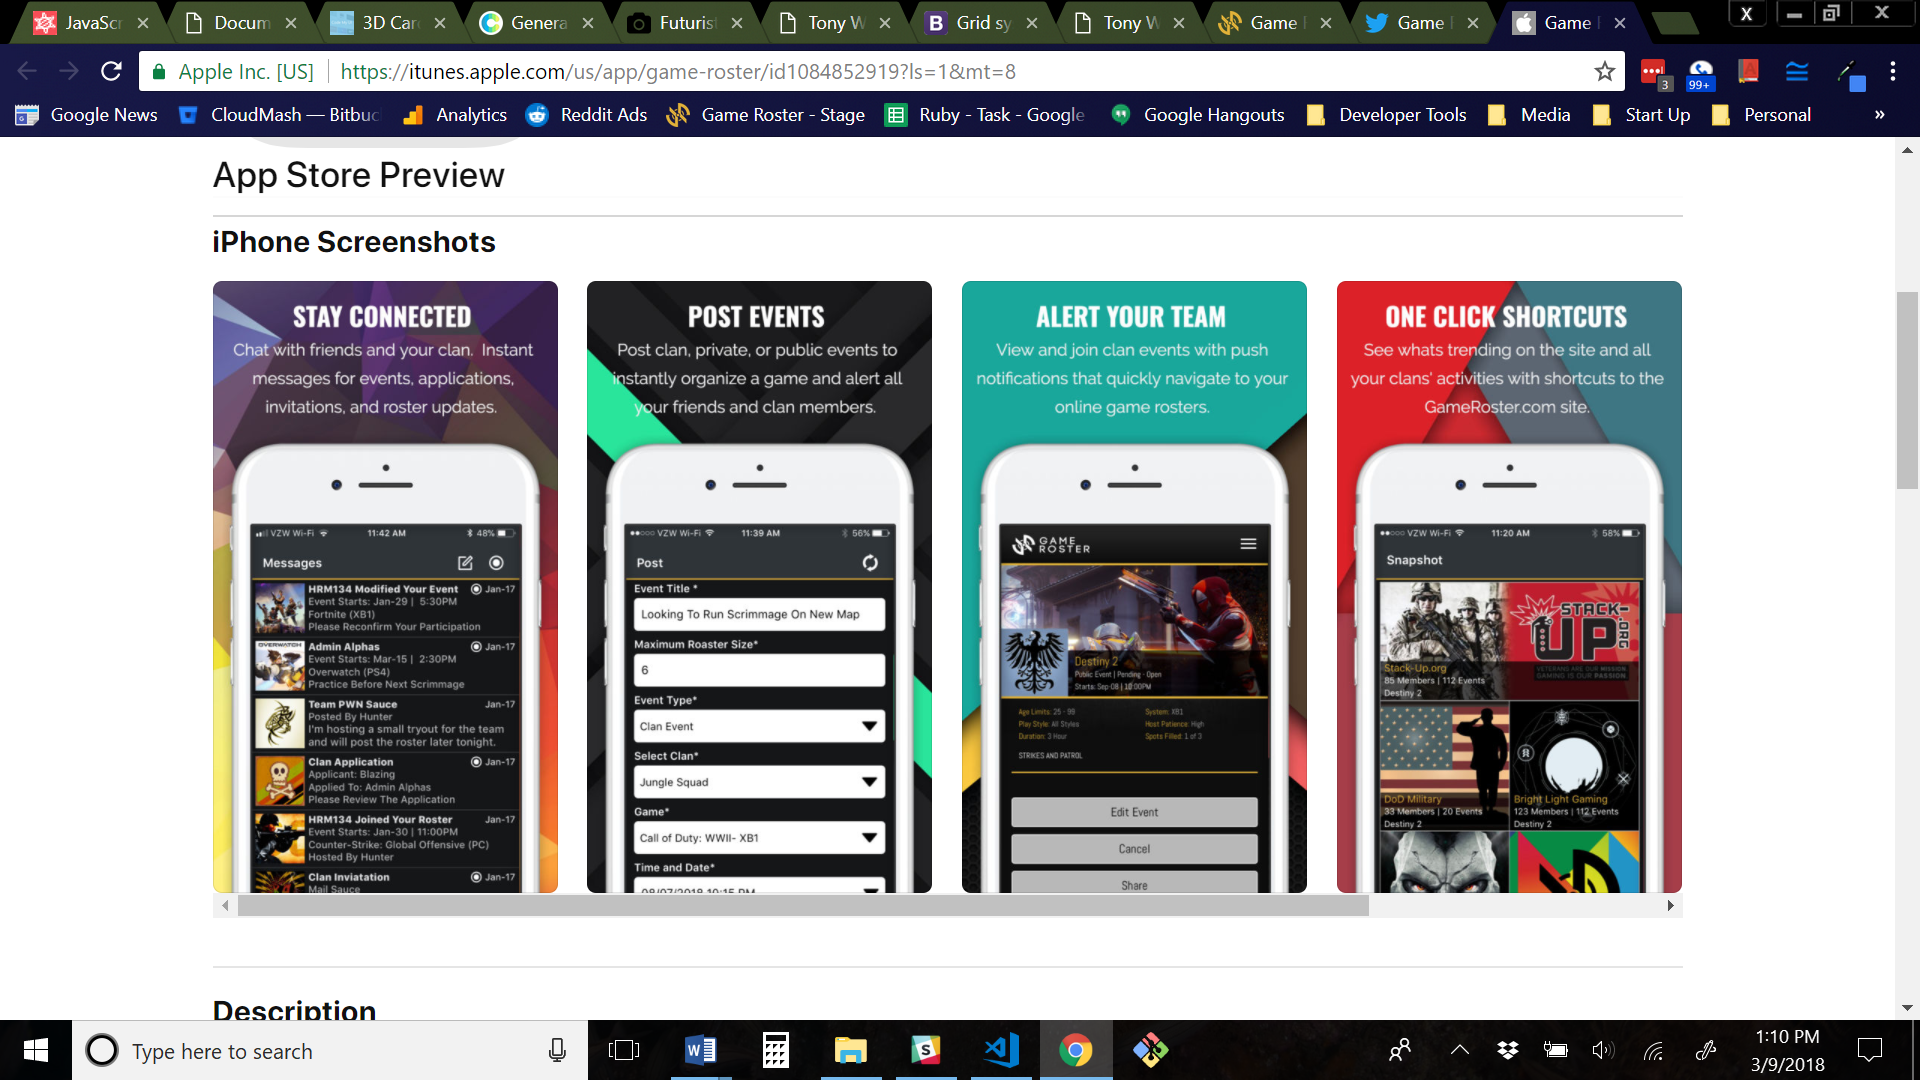 JavaSc
Docum
3D Car
Genera
Futuris
Tony W
Grid sy
Tony W
Game
Game
Game
X
Apple Inc. [US]
https://itunes.apple.com/us/app/game-roster/id1084852919?ls=1&mt=8
3
99+
Google News
CloudMash — Bitbuc
Analytics
Reddit Ads
Game Roster - Stage
Ruby - Task - Google
Google Hangouts
Developer Tools
Media
Start Up
Personal
»
App Store Preview
iPhone Screenshots
STAY CONNECTED
Chat with friends and your clan. Instant
messages for events, applications,
invitations, and roster updates.
VZW Wi-Fi
11:42 AM
48%
Messages
HRM134 Modified Your Event
Jan-17
Event Starts: Jan-29 | 5:30PM
Fortnite (XB1)
Please Reconfirm Your Participation
OVERWATCH
Admin Alphas
Jan-17
Event Starts: Mar-15 | 2:30PM
Overwatch (PS4)
Practice Before Next Scrimmage
Team PWN Sauce
Jan-17
Posted By Hunter
I'm hosting a small tryout for the team
and will post the roster later tonight.
Clan Application
Jan-17
Applicant: Blazing
Applied To: Admin Alphas
Please Review The Application
HRM134 Joined Your Roster
Jan-17
Event Starts: Jan-30 | 11:00PM
Counter-Strike: Global Offensive (PC)
Hosted By Hunter
Clan Inviatation
Jan-17
Mail Sauce
POST EVENTS
Post clan, private, or public events to
instantly organize a game and alert all
your friends and clan members.
VZW Wi-Fi
11:39 AM
56%
Post
Event Title *
Looking To Run Scrimmage On New Map
Maximum Roaster Size*
6
Event Type*
Clan Event
Select Clan*
Jungle Squad
Game*
Call of Duty: WWII- XB1
Time and Date*
08/07/2018 10:15 PM
ALERT YOUR TEAM
View and join clan events with push
notifications that quickly navigate to your
online game rosters.
GAME
ROSTER
Destiny 2
Public Event | Pending - Open
Starts: Sep-08 | 10:00PM
Age Limits: 25 - 99
System: XB1
Play Style: All Styles
Host Patience: High
Duration: 3 Hour
Spots Filled: 1 of 3
STRIKES AND PATROL
Edit Event
Cancel
Share
ONE CLICK SHORTCUTS
See whats trending on the site and all
your clans' activities with shortcuts to the
GameRoster.com site.
VZW Wi-Fi
11:20 AM
58%
Snapshot
STACK-
UP.ORG
VETERANS ARE OUR MISSION.
GAMING IS OUR PASSION.
Stack-Up.org
85 Members | 112 Events
Destiny 2
DoD Military
33 Members | 20 Events
Destiny 2
Bright Light Gaming
123 Members | 112 Events
Destiny 2
Description
Type here to search
1:10 PM
3/9/2018